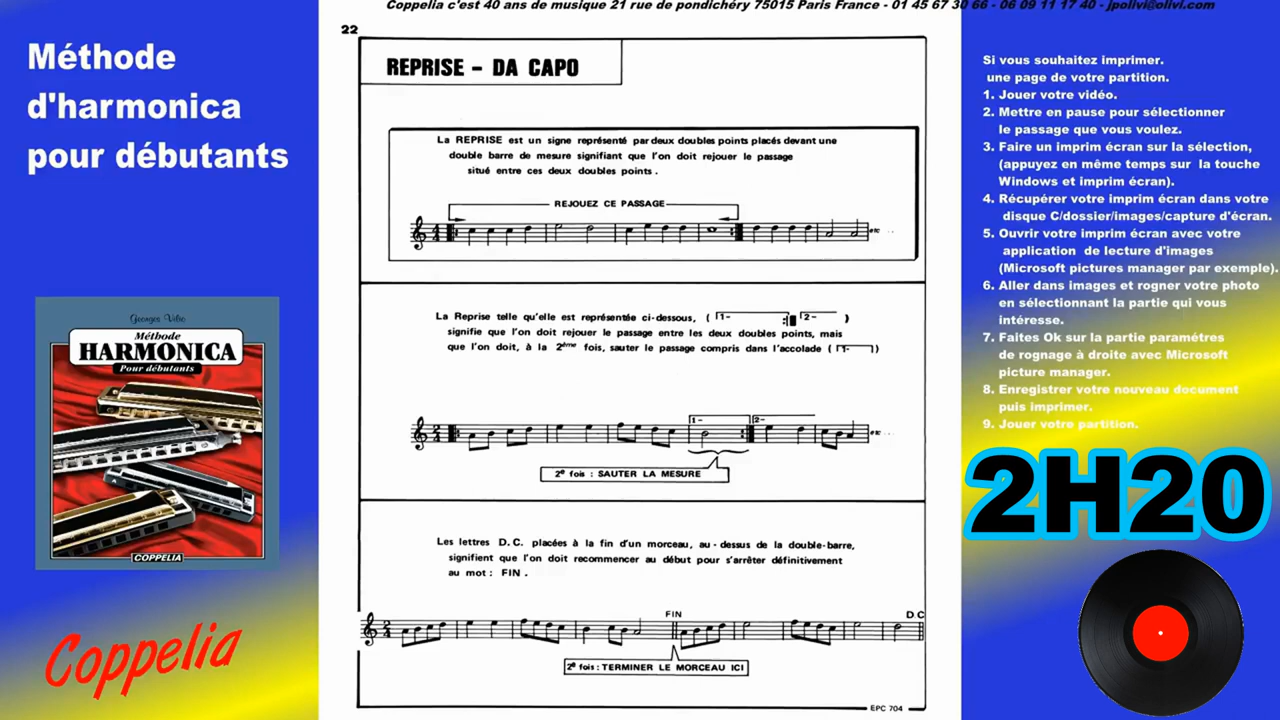 Coppelia c'est 40 ans de musique 21 rue de pondichéry 75015 Paris France - 01 45 67 30 66 - 06 09 11 17 40 - jpolivi@olivi.com
Méthode
d'harmonica
pour débutants
Georges Velso
Méthode
HARMONICA
Pour débutants
COPPELIA
Coppelia
22
REPRISE - DA CAPO
La REPRISE est un signe représenté par deux doubles points placés devant une
double barre de mesure signifiant que l'on doit rejouer le passage
situé entre ces deux doubles points.
REJOUEZ CE PASSAGE
4
4
etc ...
La Reprise telle qu'elle est représentée ci-dessous, ( 1- 2- )
signifie que l'on doit rejouer le passage entre les deux doubles points, mais
que l'on doit, à la 2ème fois, sauter le passage compris dans l'accolade ( 1- )
1- 2-
2
4
etc ...
2e fois : SAUTER LA MESURE
Les lettres D.C. placées à la fin d'un morceau, au-dessus de la double-barre,
signifient que l'on doit recommencer au début pour s'arrêter définitivement
au mot : FIN.
FIN D C
2
4
2e fois : TERMINER LE MORCEAU ICI
EPC 704
Si vous souhaitez imprimer.
une page de votre partition.
1. Jouer votre vidéo.
2. Mettre en pause pour sélectionner
le passage que vous voulez.
3. Faire un imprim écran sur la sélection,
(appuyez en même temps sur la touche
Windows et imprim écran).
4. Récupérer votre imprim écran dans votre
disque C/dossier/images/capture d'écran.
5. Ouvrir votre imprim écran avec votre
application de lecture d'images
(Microsoft pictures manager par exemple).
6. Aller dans images et rogner votre photo
en sélectionnant la partie qui vous
intéresse.
7. Faites Ok sur la partie paramétres
de rognage à droite avec Microsoft
picture manager.
8. Enregistrer votre nouveau document
puis imprimer.
9. Jouer votre partition.
2H20